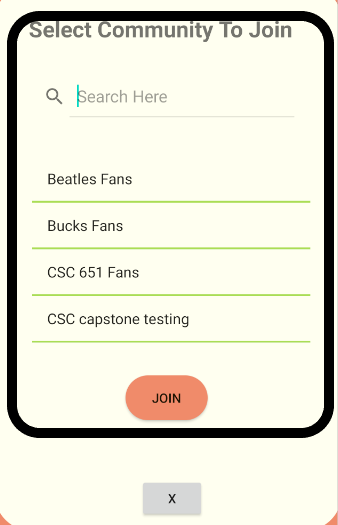 Select Community To Join
Search Here
Beatles Fans
Bucks Fans
CSC 651 Fans
CSC capstone testing
JOIN
X